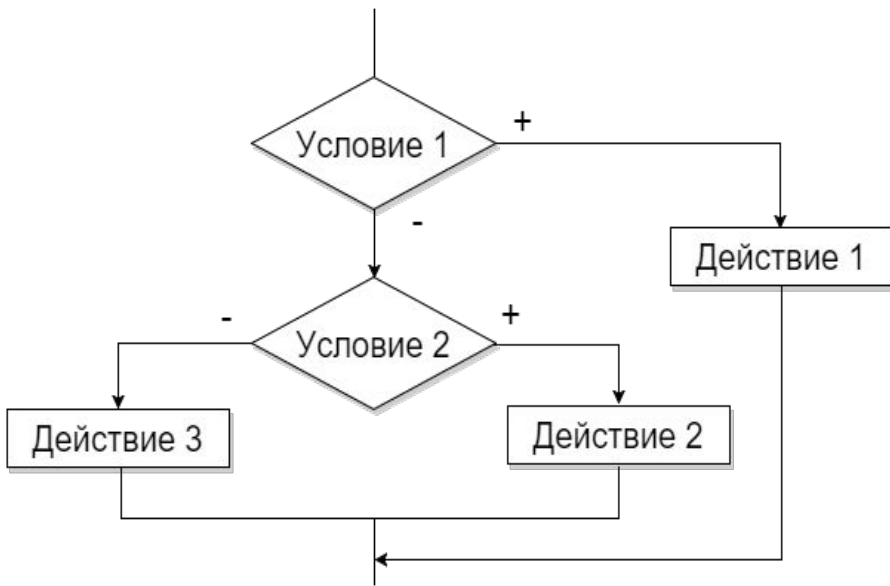 Условие 1
+
-
Действие 1
Условие 2
-
+
Действие 3
Действие 2